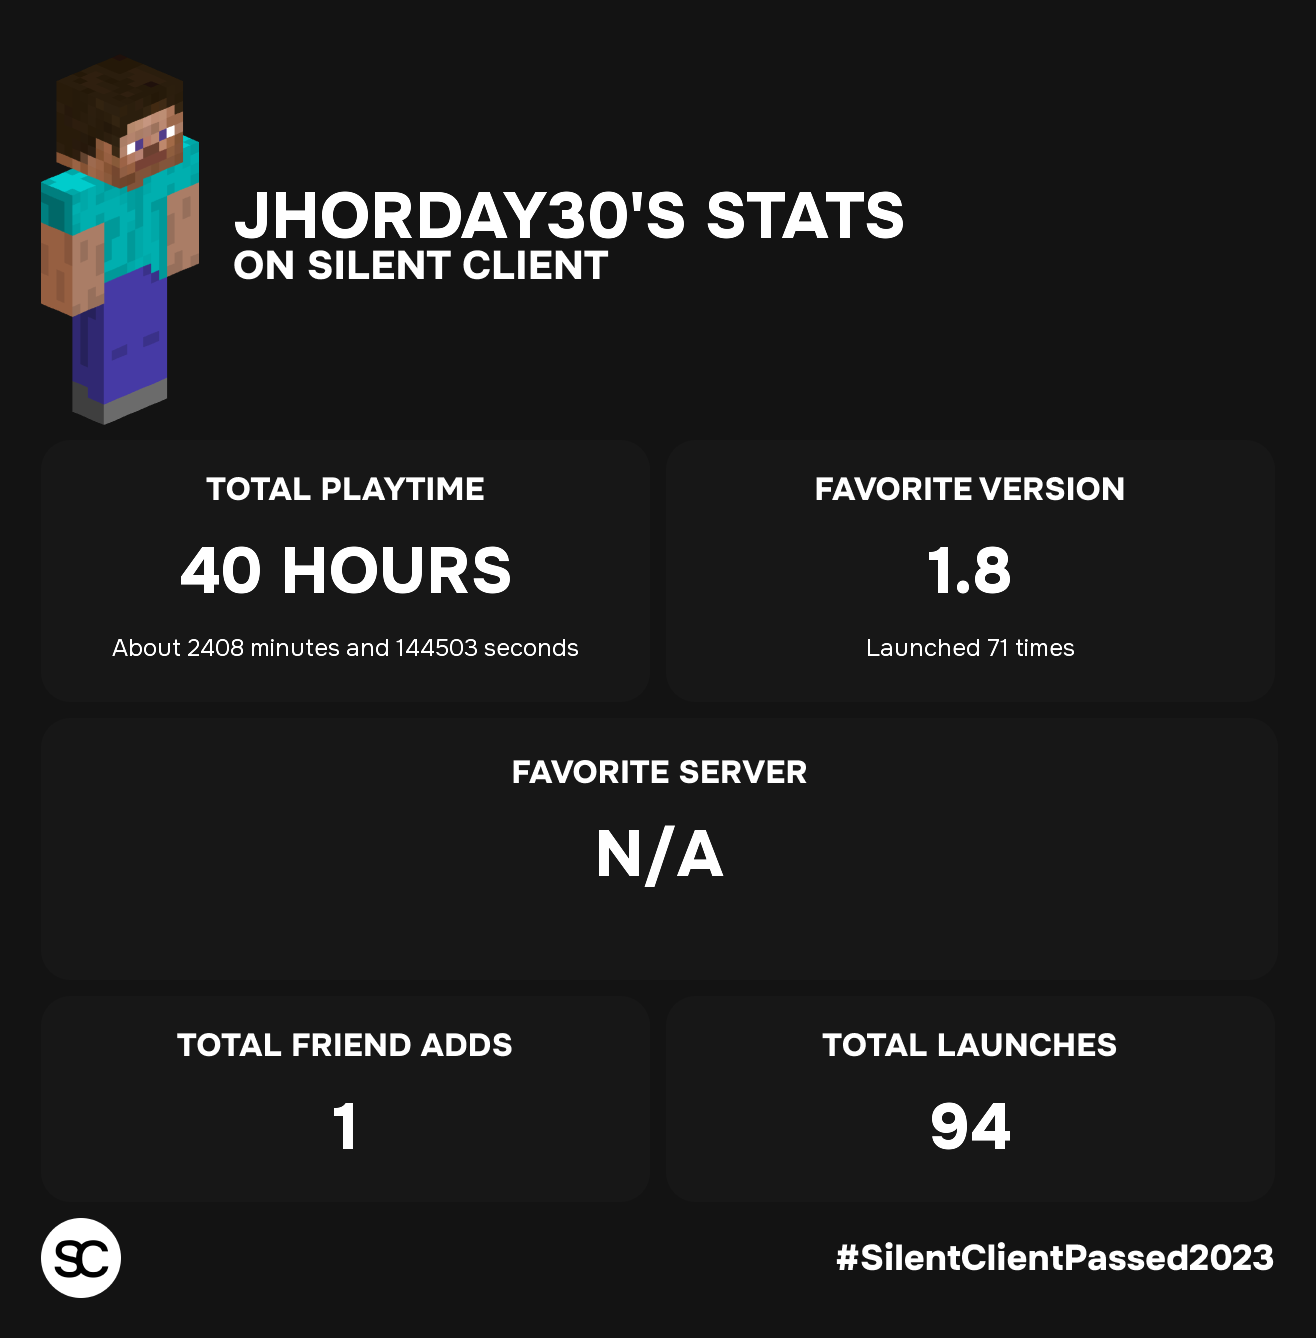 JHORDAY30'S STATS
ON SILENT CLIENT
TOTAL PLAYTIME
40 HOURS
About 2408 minutes and 144503 seconds
FAVORITE VERSION
1.8
Launched 71 times
FAVORITE SERVER
N/A
TOTAL FRIEND ADDS
1
TOTAL LAUNCHES
94
SC
#SilentClientPassed2023